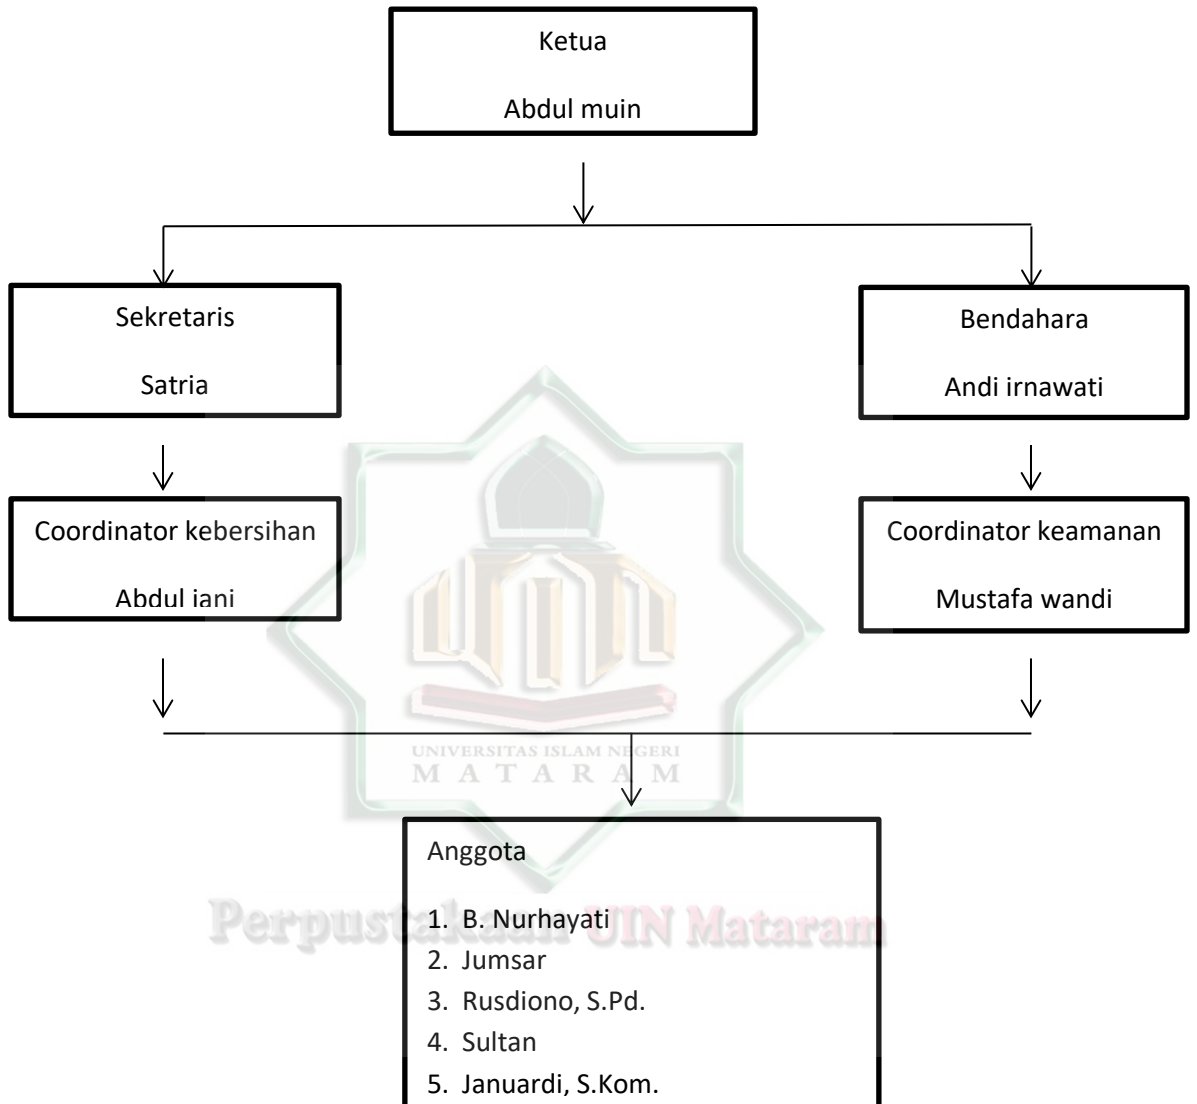 Ketua
Abdul muin
Sekretaris
Satria
Bendahara
Andi irnawati
Coordinator kebersihan
Abdul jani
Coordinator keamanan
Mustafa wandi
UNIVERSITAS ISLAM NEGERI
MATARAM
Anggota
Perpustakaan UIN Mataram
1. B. Nurhayati
2. Jumsar
3. Rusdiono, S.Pd.
4. Sultan
5. Januardi, S.Kom.